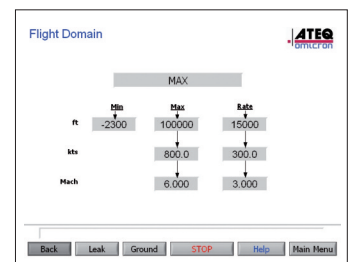 Flight Domain
ATEQ
omicron
MAX
Min Max Rate
ft -2300 100000 15000
kts 800.0 300.0
Mach 6.000 3.000
Back Leak Ground STOP Help Main Menu